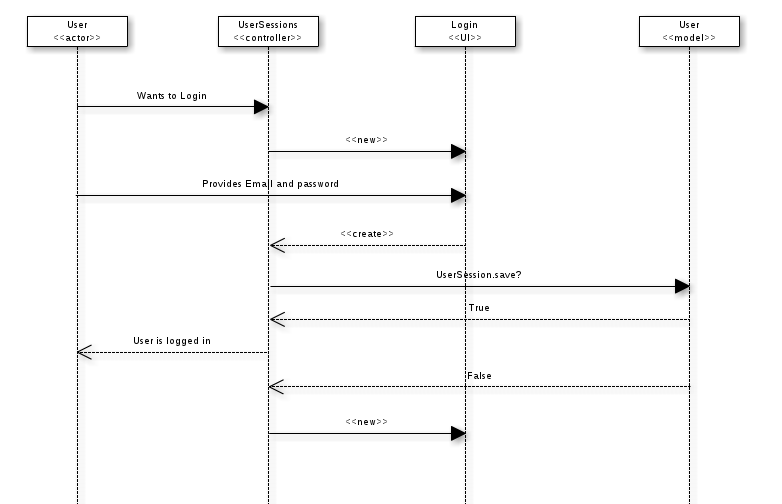 User
<<actor>>
UserSessions
<<controller>>
Login
<<UI>>
User
<<model>>
Wants to Login
<<new>>
Provides Email and password
<<create>>
UserSession.save?
True
User is logged in
False
<<new>>